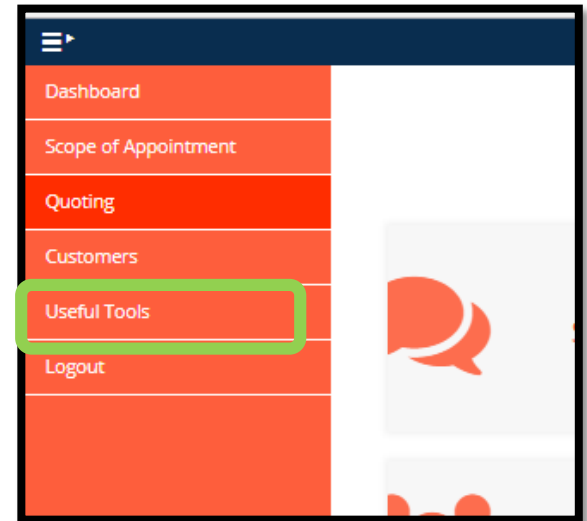 Dashboard
Scope of Appointment
Quoting
Customers
Useful Tools
Logout